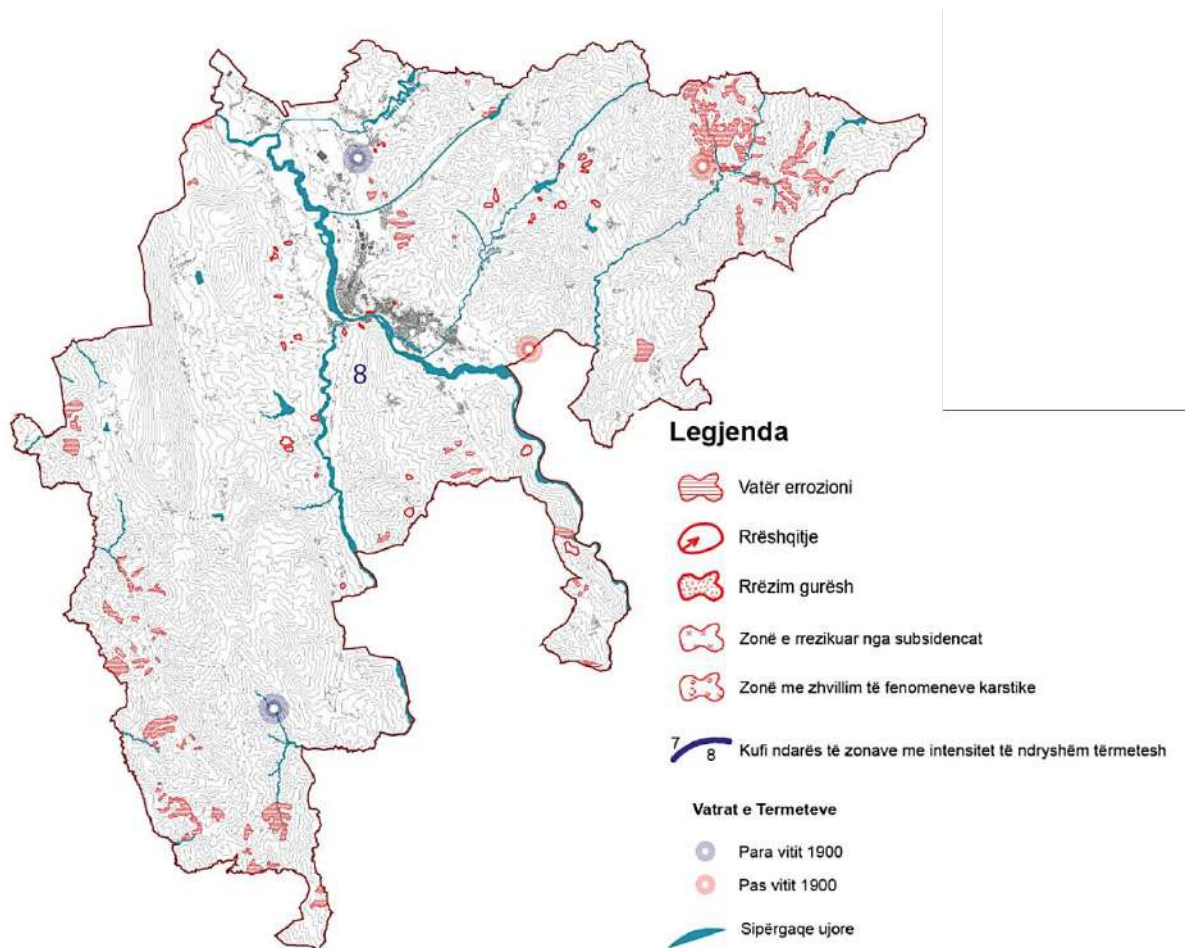 8
Legjenda
Vatër errozioni
Rrëshqitje
Rrëzim gurësh
Zonë e rrezikuar nga subsidencat
Zonë me zhvillim të fenomeneve karstike
7
8
Kufi ndarës të zonave me intensitet të ndryshëm tërmetesh
Vatrat e Termeteve
Para vitit 1900
Pas vitit 1900
Sipërgaqe ujore